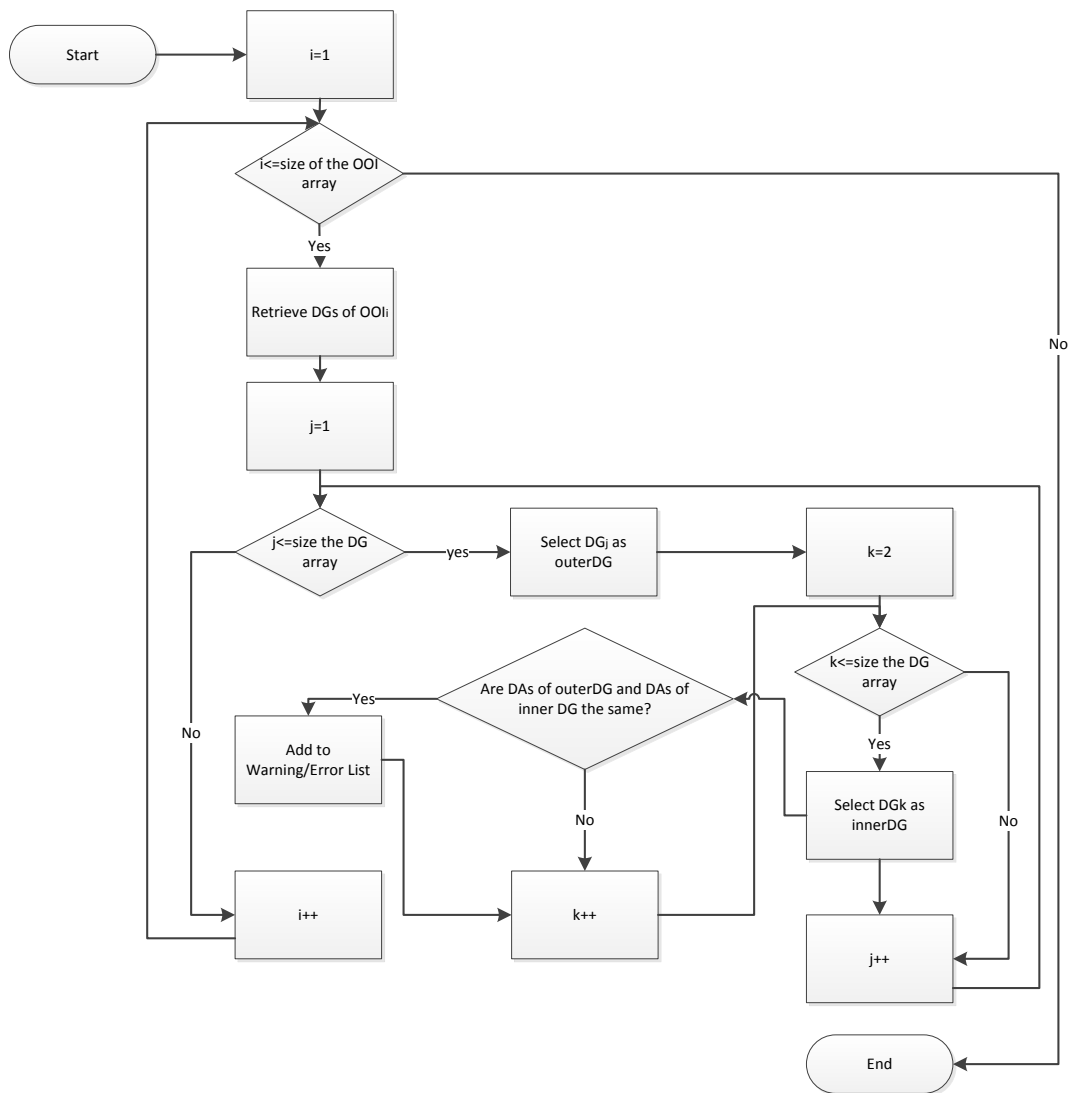 Start
i=1
i<=size of the OOI
array
Yes
No
Retrieve DGs of OOIi
j=1
j<=size the DG
array
yes
Select DGj as
outerDG
k=2
k<=size the DG
array
Are DAs of outerDG and DAs of
inner DG the same?
Yes
No
Add to
Warning/Error List
Yes
Select DGk as
innerDG
No
No
i++
k++
j++
End